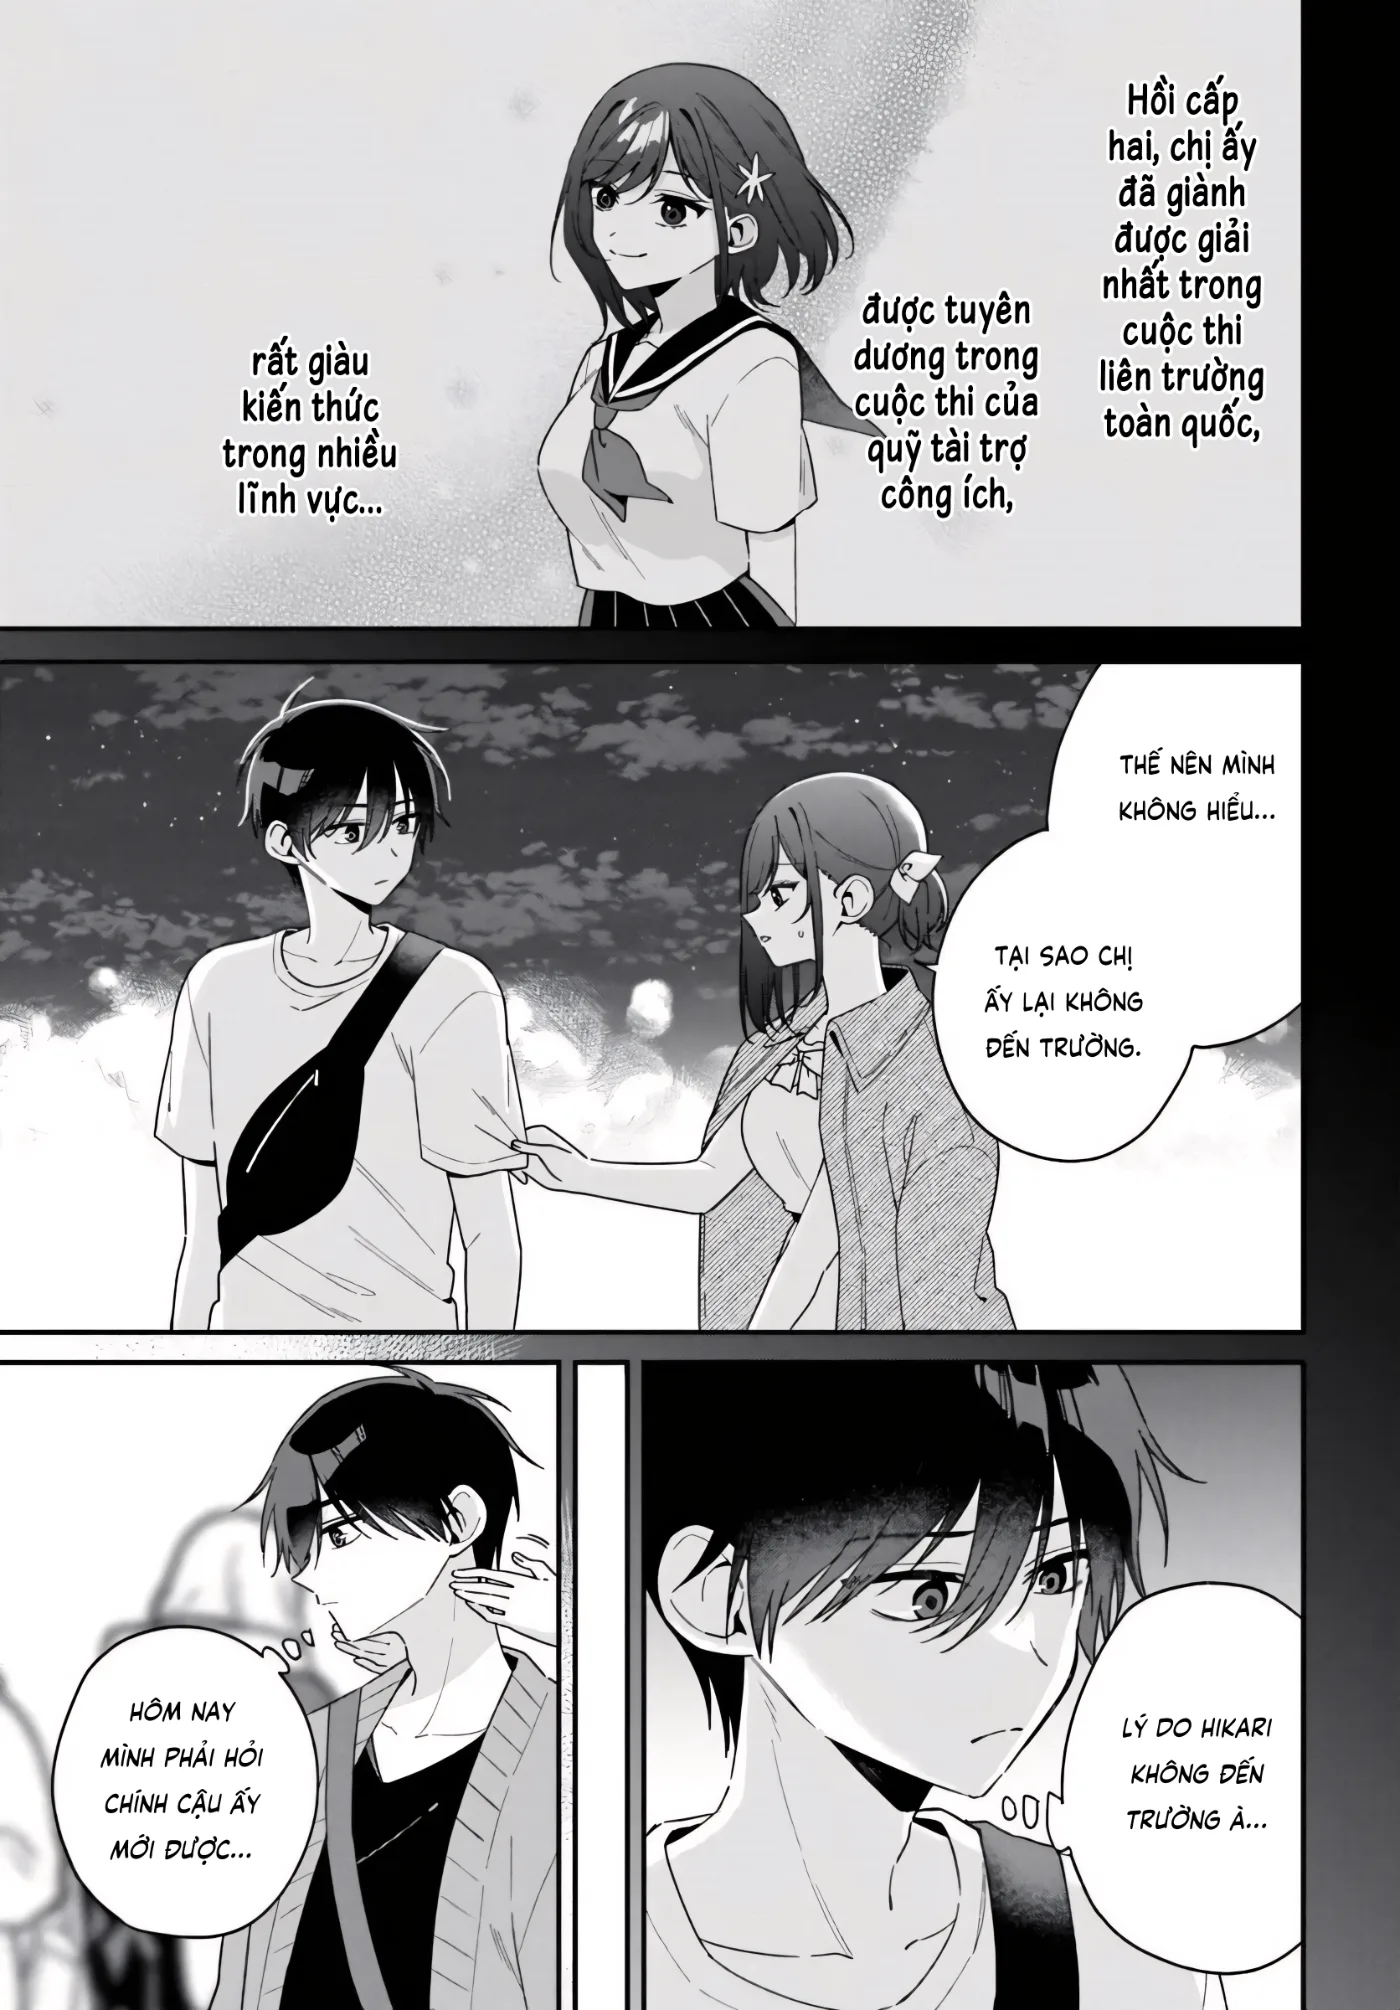 Hồi cấp
hai, chị ấy
đã giành
được giải
nhất trong
cuộc thi
liên trường
toàn quốc,
được tuyên
dương trong
cuộc thi của
quỹ tài trợ
công ích,
rất giàu
kiến thức
trong nhiều
lĩnh vực...
THẾ NÊN MÌNH
KHÔNG HIỂU...
TẠI SAO CHỊ
ẤY LẠI KHÔNG
ĐẾN TRƯỜNG.
LÝ DO HIKARI
KHÔNG ĐẾN
TRƯỜNG À...
HÔM NAY
MÌNH PHẢI HỎI
CHÍNH CẬU ẤY
MỚI ĐƯỢC...